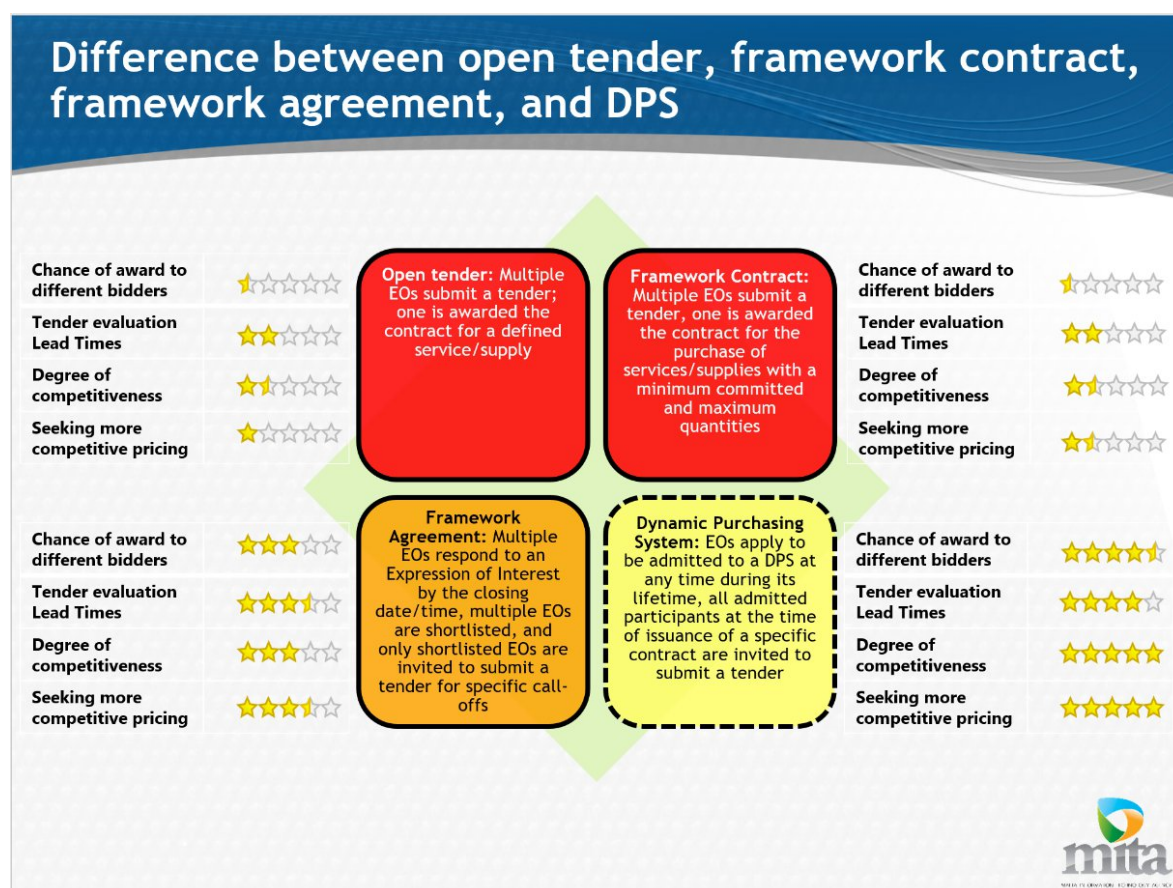 Difference between open tender, framework contract,
framework agreement, and DPS
Chance of award to
different bidders
Tender evaluation
Lead Times
Degree of
competitiveness
Seeking more
competitive pricing
Open tender: Multiple
EOs submit a tender;
one is awarded the
contract for a defined
service/supply
Framework Contract:
Multiple EOs submit a
tender, one is awarded
the contract for the
purchase of
services/supplies with a
minimum committed
and maximum
quantities
Chance of award to
different bidders
Tender evaluation
Lead Times
Degree of
competitiveness
Seeking more
competitive pricing
Chance of award to
different bidders
Tender evaluation
Lead Times
Degree of
competitiveness
Seeking more
competitive pricing
Framework
Agreement: Multiple
EOs respond to an
Expression of Interest
by the closing
date/time, multiple EOs
are shortlisted, and
only shortlisted EOs are
invited to submit a
tender for specific call-
offs
Dynamic Purchasing
System: EOs apply to
be admitted to a DPS at
any time during its
lifetime, all admitted
participants at the time
of issuance of a specific
contract are invited to
submit a tender
Chance of award to
different bidders
Tender evaluation
Lead Times
Degree of
competitiveness
Seeking more
competitive pricing
mita